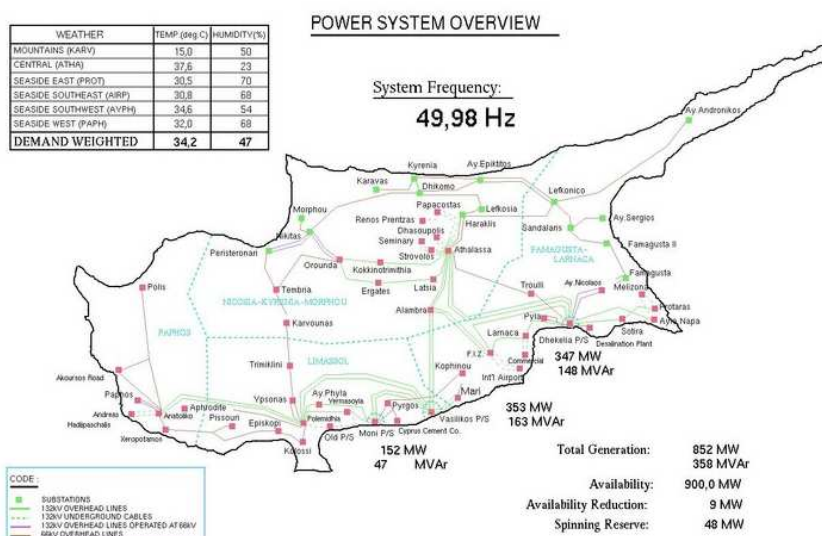 POWER SYSTEM OVERVIEW
WEATHER TEMP.(deg.C) HUMIDITY(%)
MOUNTAINS (KARV) 15,0 50
CENTRAL (ATHA) 37,6 23
SEASIDE EAST (PROT) 30,5 70
SEASIDE SOUTHEAST (AIRP) 30,8 68
SEASIDE SOUTHWEST (AVPH) 34,6 54
SEASIDE WEST (PAPH) 32,0 68
DEMAND WEIGHTED 34,2 47
System Frequency:
49,98 Hz
Ay.Andronikos
Kyrenia
Ay.Epiktitos
Karavas
Dhikomo
Lefkonico
Papacostas
Lefkosia
Morphou
Renos Prentzas
Haraklis
Ay.Sergios
Dhasoupolis
Sandalaris
Nikitas
Seminary
Famagusta II
Peristeronari
Strovolos
Athalassa
FAMAGUSTA-
LARNACA
Orounda
Kokkinotrimithia
Famagusta
Polis
Tembria
Ergates
Latsia
Troulli
Ay.Nicolaos
Melizona
NICOSIA-KYRENIA-MORPHOU
Alambra
Protaras
Karvounas
Pyla
Ayia Napa
PAPHOS
Larnaca
Dhekelia P/S
Sotira
Desalination Plant
F.I.Z.
Commercial
347 MW
148 MVAr
Trimiklini
LIMASSOL
Kophinou
Int'l Airport
Akoursos Road
Mari
Paphos
Vpsonas
Ay.Phyla
Yermasoyia
Pyrgos
353 MW
163 MVAr
Aphrodite
Andreas
Anatoliko
Hadjipaschalis
Pissouri
Episkopi
Polemidhia
Vasilikos P/S
Xeropotamos
Old P/S
Moni P/S
Cyprus Cement Co.
Kolossi
152 MW
47 MVAr
Total Generation: 852 MW
358 MVAr
Availability: 900,0 MW
Availability Reduction: 9 MW
Spinning Reserve: 48 MW
CODE :
SUBSTATIONS
132kV OVERHEAD LINES
132kV UNDERGROUND CABLES
132kV OVERHEAD LINES OPERATED AT 66kV
66kV OVERHEAD LINES